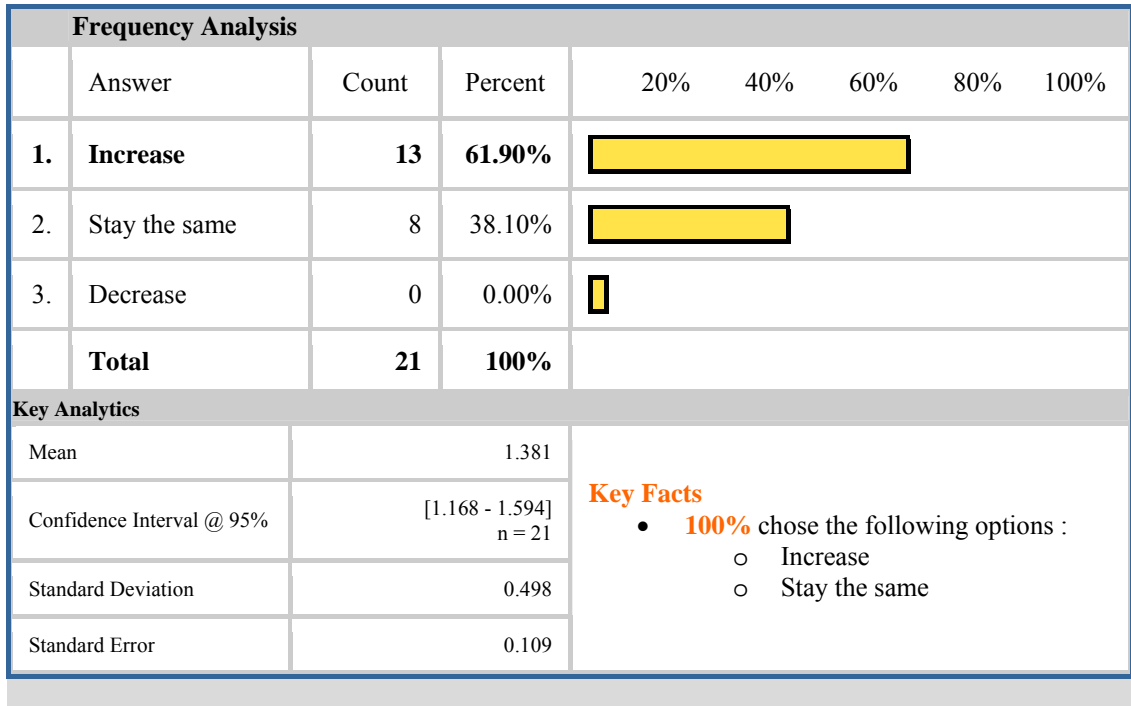 Frequency Analysis
Answer Count Percent 20% 40% 60% 80% 100%
1. Increase 13 61.90%
2. Stay the same 8 38.10%
3. Decrease 0 0.00%
Total 21 100%
Key Analytics
Mean 1.381
Confidence Interval @ 95% [1.168 - 1.594]
n = 21
Standard Deviation 0.498
Standard Error 0.109
Key Facts
• 100% chose the following options :
o Increase
o Stay the same